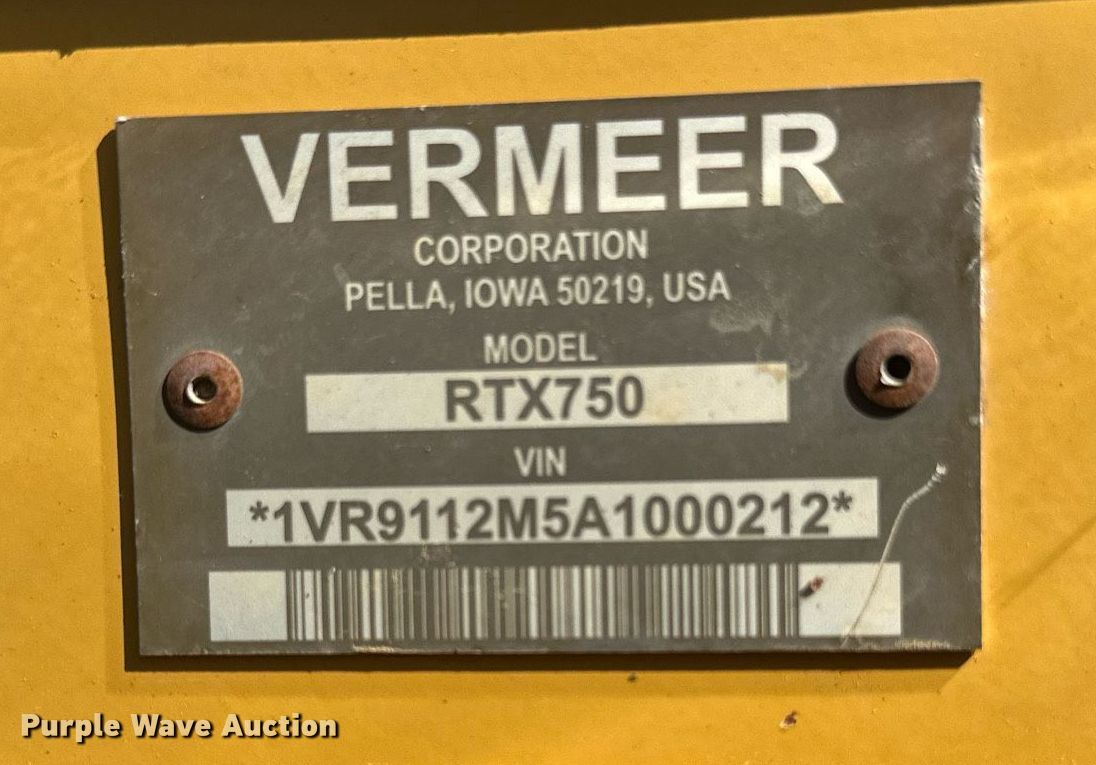 VERMEER
CORPORATION
PELLA, IOWA 50219, USA
MODEL
RTX750
VIN
*1VR9112M5A1000212*
Purple Wave Auction